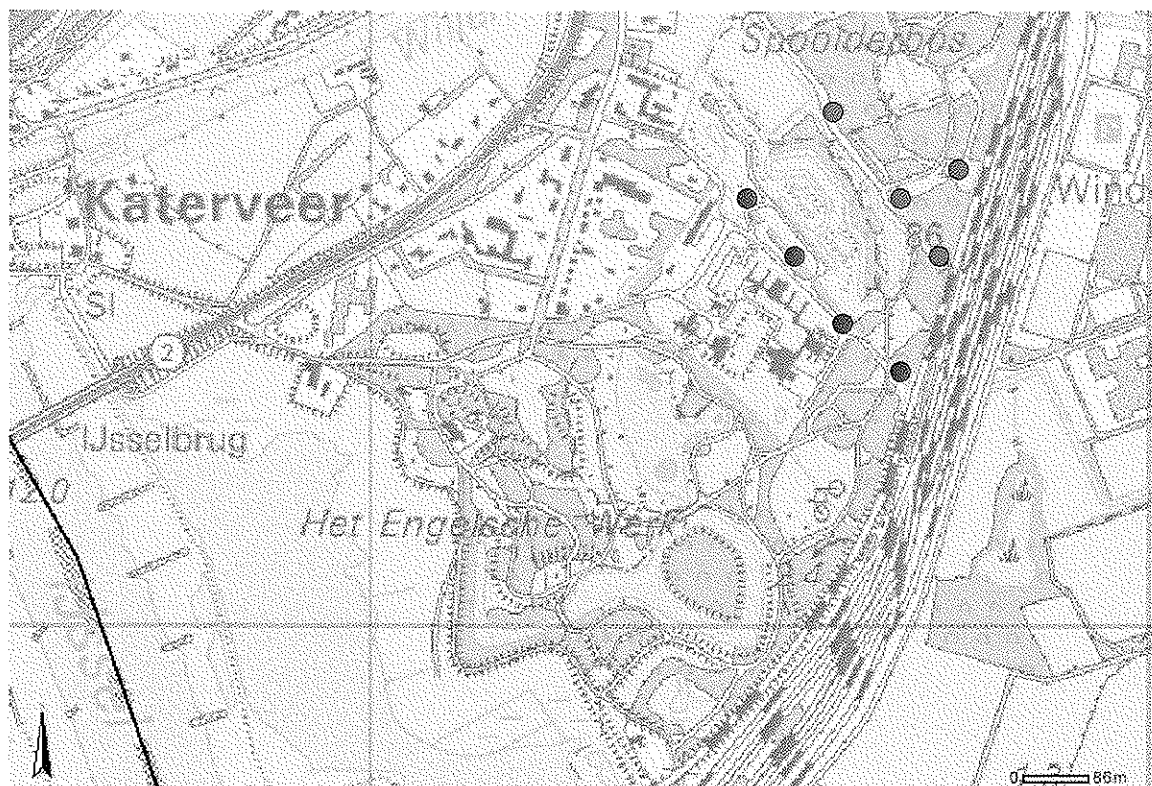 Spoolderbos
Katerveer
Wind
86
Sl
2
IJsselbrug
Het Engelsche Werk
0 86m